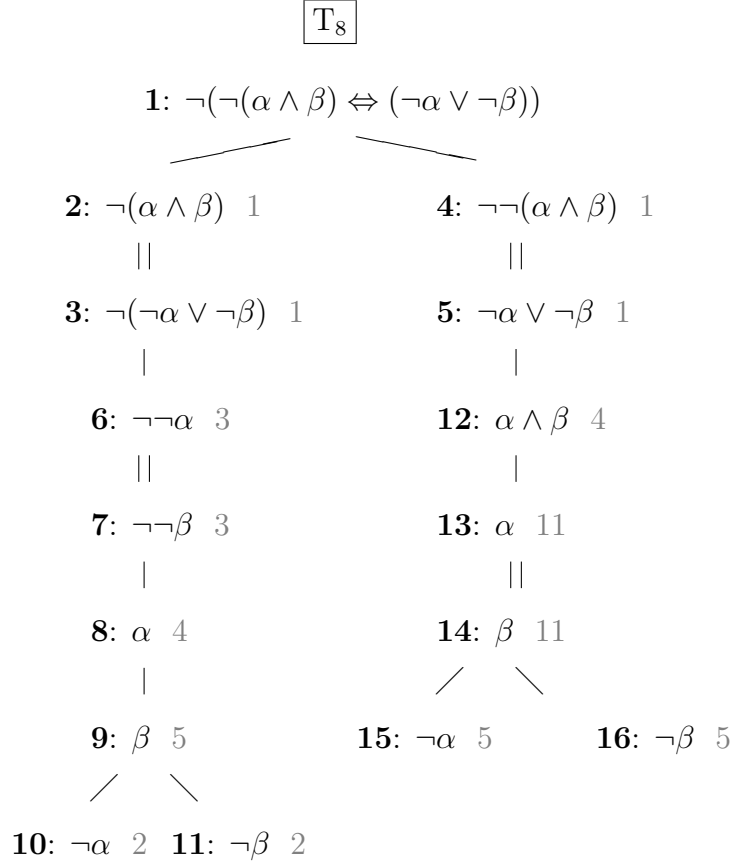 T₈
1: ¬(¬(α ∧ β) ⇔ (¬α ∨ ¬β))
2: ¬(α ∧ β) 1 4: ¬¬(α ∧ β) 1
3: ¬(¬α ∨ ¬β) 1 5: ¬α ∨ ¬β 1
6: ¬¬α 3 12: α ∧ β 4
7: ¬¬β 3 13: α 11
8: α 4 14: β 11
9: β 5 15: ¬α 5 16: ¬β 5
10: ¬α 2 11: ¬β 2